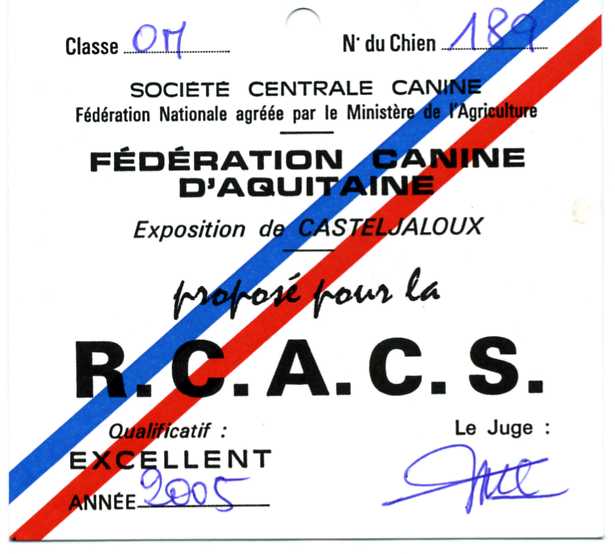 Classe OM N° du Chien 189
SOCIÉTÉ CENTRALE CANINE
Fédération Nationale agréée par le Ministère de l'Agriculture
FÉDÉRATION CANINE
D'AQUITAINE
Exposition de CASTELJALOUX
proposé pour la
R.C.A.C.S.
Qualificatif : Le Juge :
EXCELLENT
ANNÉE 2005